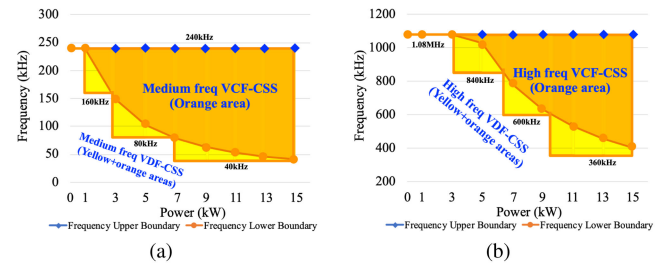 (a)
300
250
200
150
100
50
0
Frequency (kHz)
240kHz
Medium freq VCF-CSS
(Orange area)
160kHz
80kHz
40kHz
Medium freq VDF-CSS
(Yellow+orange areas)
0 1 3 5 7 9 11 13 15
Power (kW)
Frequency Upper Boundary
Frequency Lower Boundary
(a)
(b)
1200
1000
800
600
400
200
Frequency (kHz)
1.08MHz
High freq VCF-CSS
(Orange area)
840kHz
600kHz
360kHz
High freq VDF-CSS
(Yellow+orange areas)
0 1 3 5 7 9 11 13 15
Power (kW)
Frequency Upper Boundary
Frequency Lower Boundary
(b)